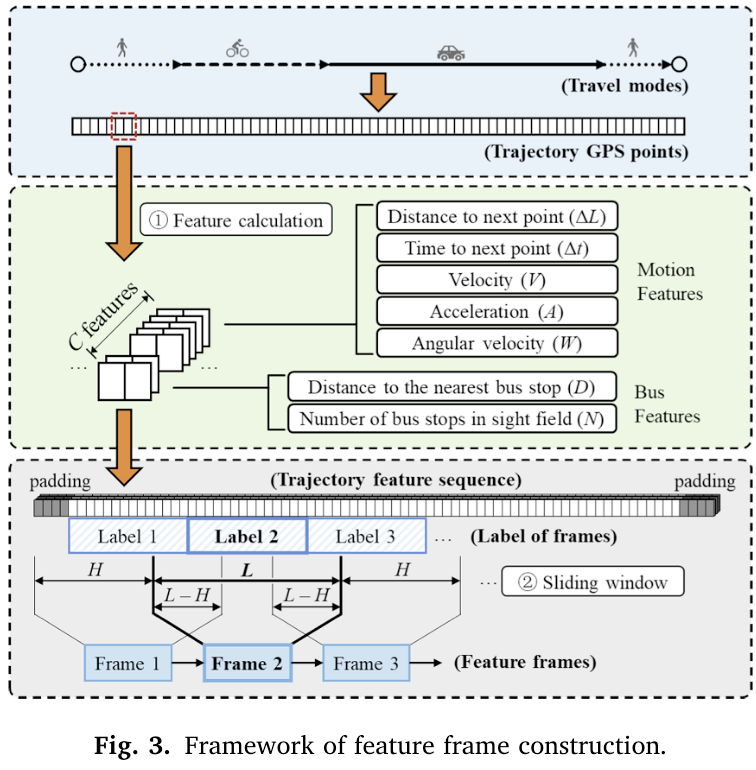 (Travel modes)
(Trajectory GPS points)
① Feature calculation
Distance to next point (ΔL)
Time to next point (Δt)
Velocity (V)
Acceleration (A)
Angular velocity (W)
Motion
Features
C features
...
...
Distance to the nearest bus stop (D)
Number of bus stops in sight field (N)
Bus
Features
padding
(Trajectory feature sequence)
padding
Label 1
Label 2
Label 3
...
(Label of frames)
H
L
H
... ② Sliding window
L – H
L – H
Frame 1
Frame 2
Frame 3
(Feature frames)
Fig. 3. Framework of feature frame construction.